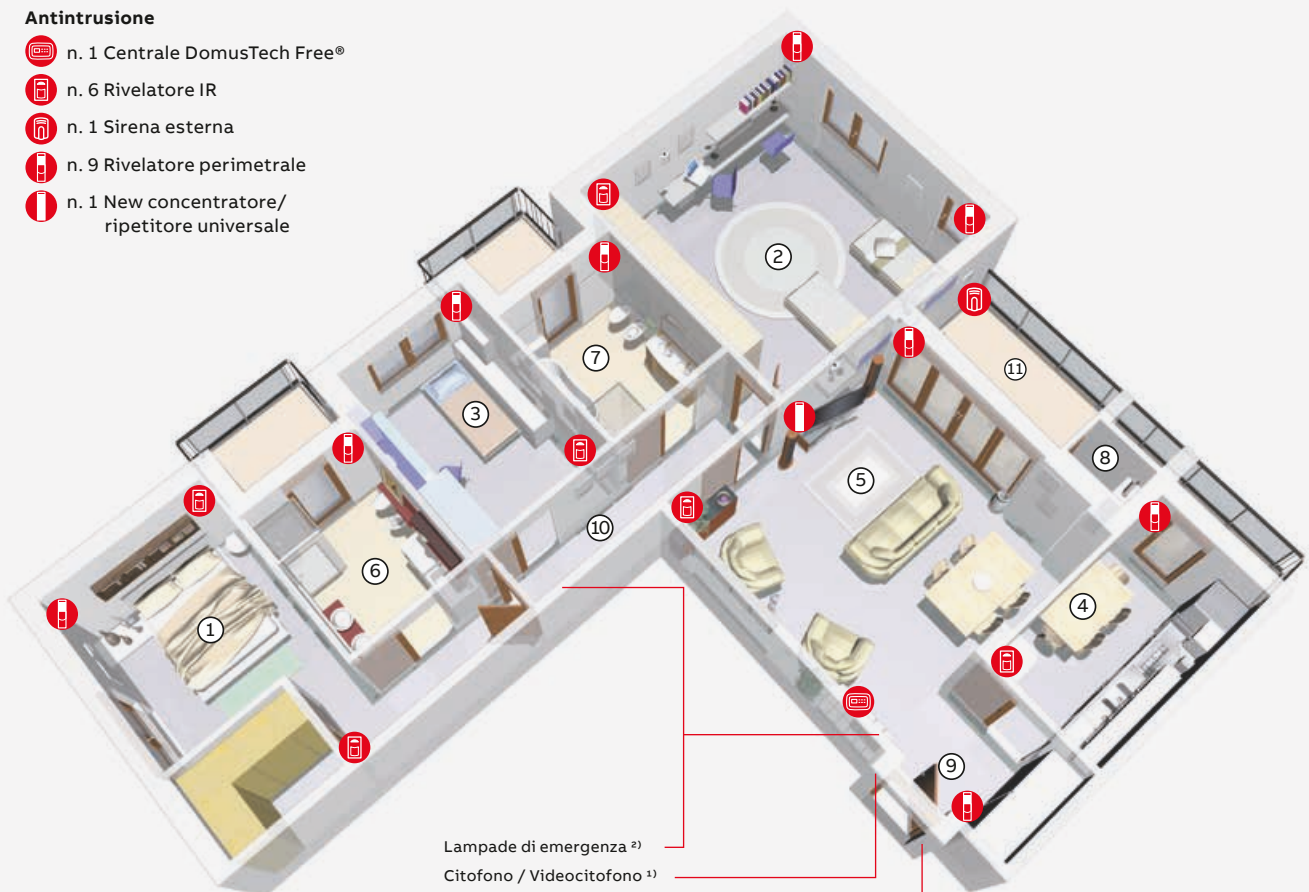 Antintrusione
n. 1 Centrale DomusTech Free®
n. 6 Rivelatore IR
n. 1 Sirena esterna
n. 9 Rivelatore perimetrale
n. 1 New concentratore/
ripetitore universale
2
7
3
11
8
5
10
6
4
1
9
Lampade di emergenza ²⁾
Citofono / Videocitofono ¹⁾